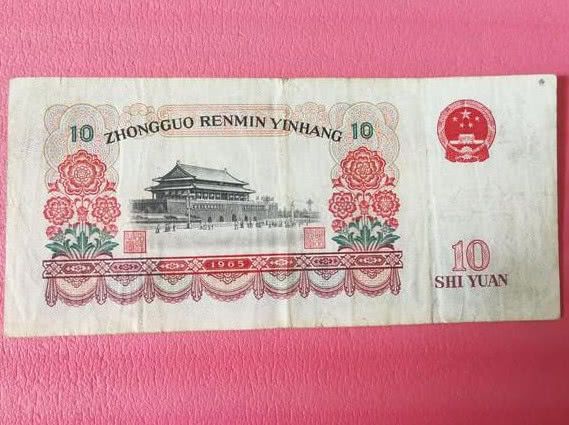 10 ZHONGGUO RENMIN YINHANG 10
1965
10
SHI YUAN